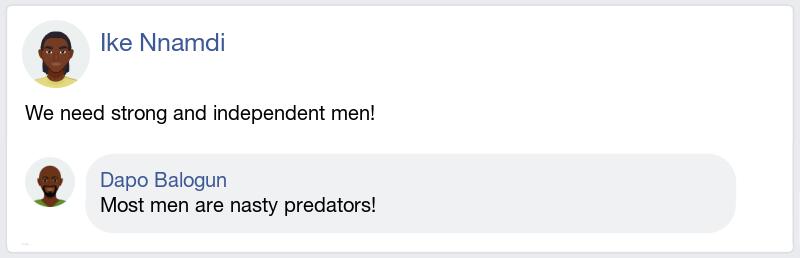 Ike Nnamdi
We need strong and independent men!
Dapo Balogun
Most men are nasty predators!